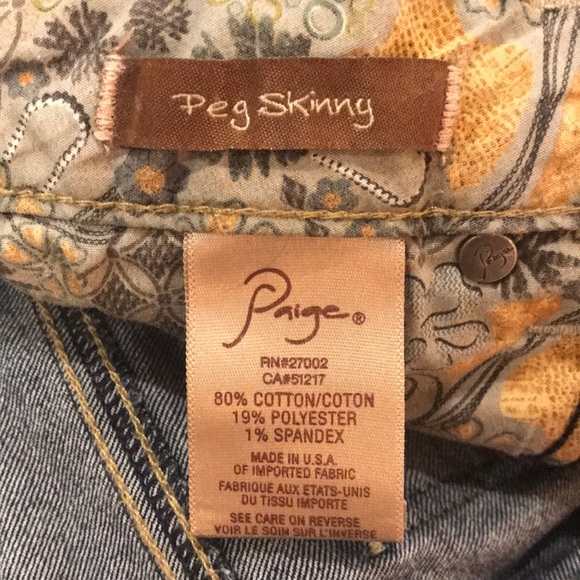 Peg Skinny
Paige
Paige®
RN#27002
CA#51217
80% COTTON/COTON
19% POLYESTER
1% SPANDEX
MADE IN U.S.A.
OF IMPORTED FABRIC
FABRIQUE AUX ETATS-UNIS
DU TISSU IMPORTE
SEE CARE ON REVERSE
VOIR LE SOIN SUR L'INVERSE